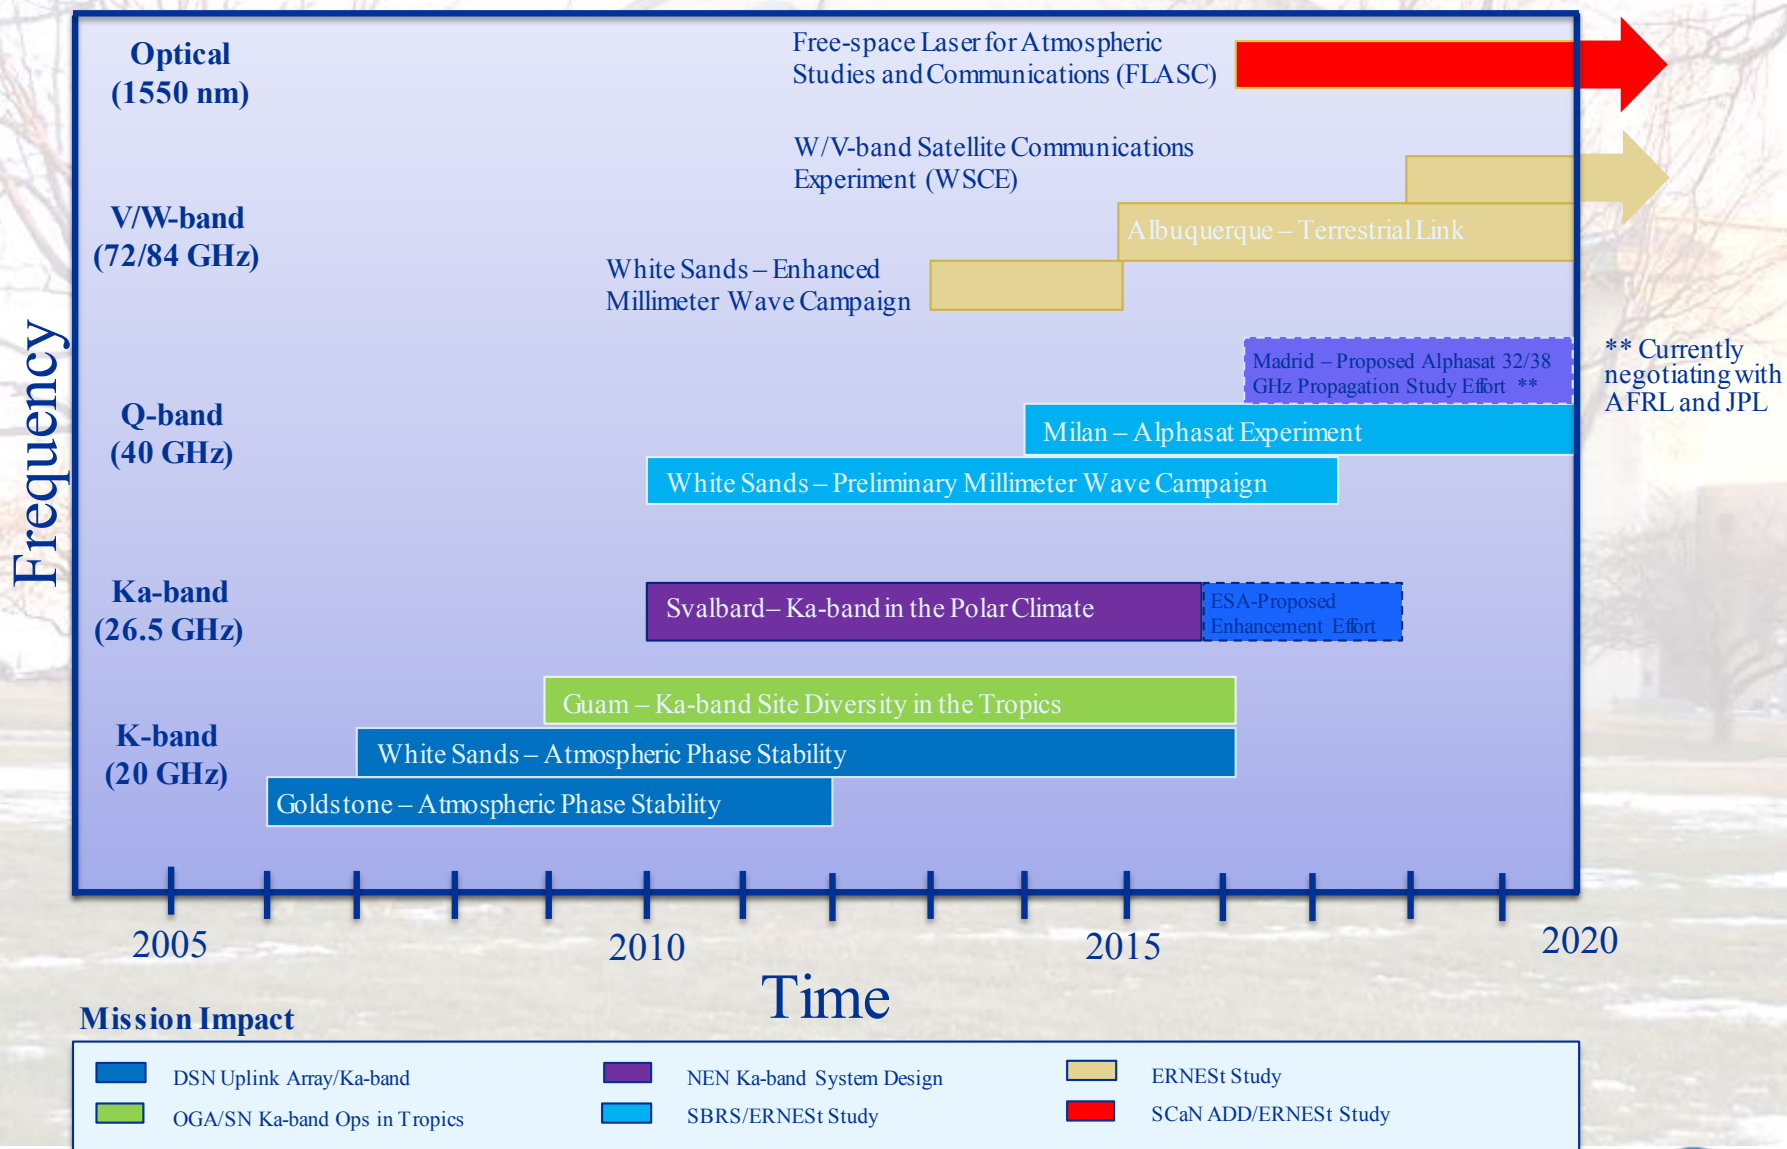 Optical
(1550 nm)
Free-space Laser for Atmospheric
Studies and Communications (FLASC)
W/V-band Satellite Communications
Experiment (WSCE)
V/W-band
(72/84 GHz)
Albuquerque – Terrestrial Link
White Sands – Enhanced
Millimeter Wave Campaign
Madrid – Proposed Alphasat 32/38
GHz Propagation Study Effort **
** Currently
negotiating with
AFRL and JPL
Q-band
(40 GHz)
Milan – Alphasat Experiment
White Sands – Preliminary Millimeter Wave Campaign
Frequency
Ka-band
(26.5 GHz)
Svalbard– Ka-band in the Polar Climate
ESA-Proposed
Enhancement Effort
Guam – Ka-band Site Diversity in the Tropics
K-band
(20 GHz)
White Sands – Atmospheric Phase Stability
Goldstone – Atmospheric Phase Stability
2005
2010
2015
2020
Time
Mission Impact
DSN Uplink Array/Ka-band
NEN Ka-band System Design
ERNESt Study
OGA/SN Ka-band Ops in Tropics
SBRS/ERNESt Study
SCaN ADD/ERNESt Study